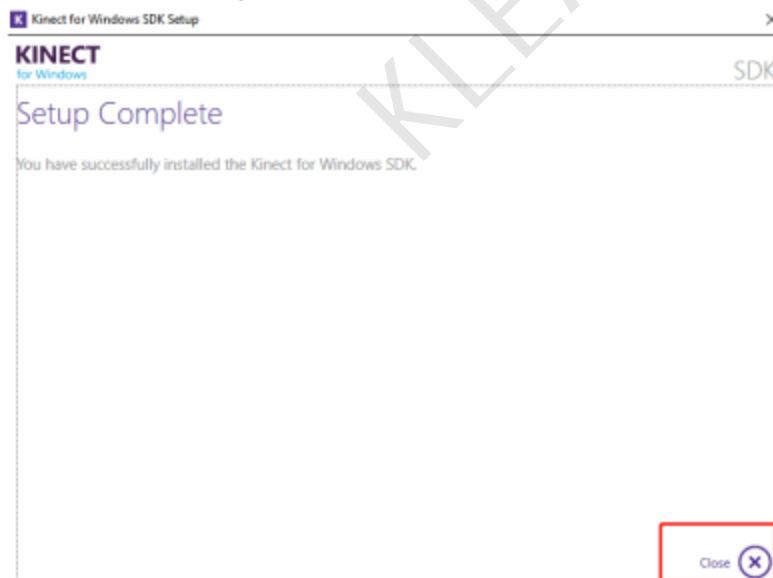 Kinect for Windows SDK Setup
KINECT
for Windows
SDK
Setup Complete
You have successfully installed the Kinect for Windows SDK.
Close